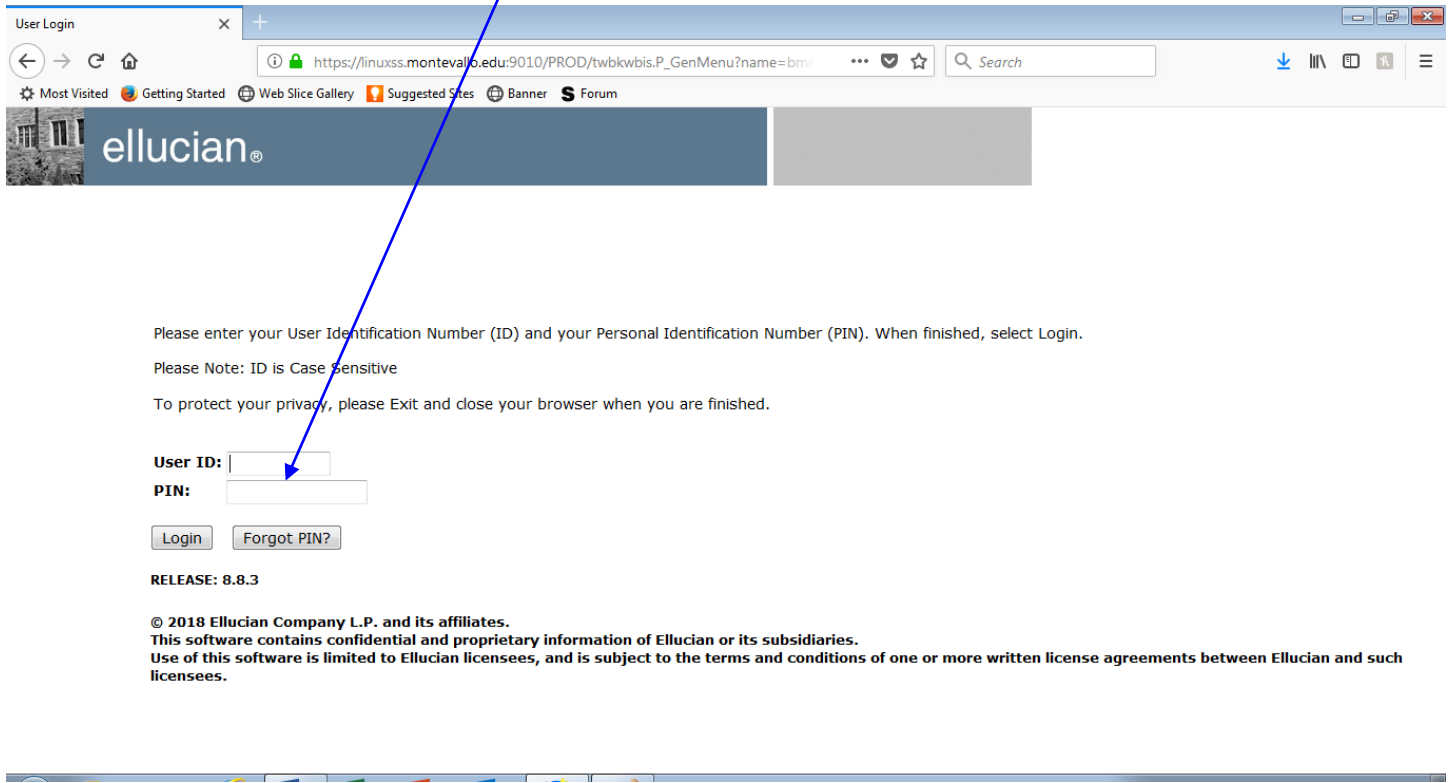 User Login
https://linuxss.montevallo.edu:9010/PROD/twbkwbis.P_GenMenu?name=bme
Search
Most Visited Getting Started Web Slice Gallery Suggested Sites Banner S Forum
ellucian®
Please enter your User Identification Number (ID) and your Personal Identification Number (PIN). When finished, select Login.
Please Note: ID is Case Sensitive
To protect your privacy, please Exit and close your browser when you are finished.
User ID:
PIN:
Login Forgot PIN?
RELEASE: 8.8.3
© 2018 Ellucian Company L.P. and its affiliates.
This software contains confidential and proprietary information of Ellucian or its subsidiaries.
Use of this software is limited to Ellucian licensees, and is subject to the terms and conditions of one or more written license agreements between Ellucian and such
licensees.